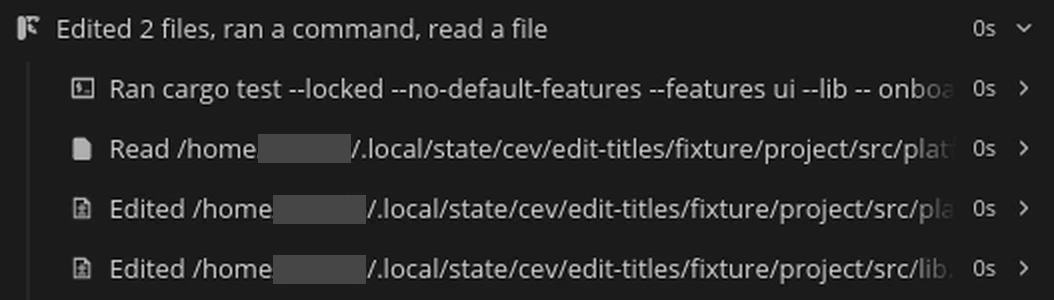 Edited 2 files, ran a command, read a file 0s
Ran cargo test --locked --no-default-features --features ui --lib -- onboa 0s
Read /home /.local/state/cev/edit-titles/fixture/project/src/plat 0s
Edited /home /.local/state/cev/edit-titles/fixture/project/src/pla 0s
Edited /home /.local/state/cev/edit-titles/fixture/project/src/lib. 0s